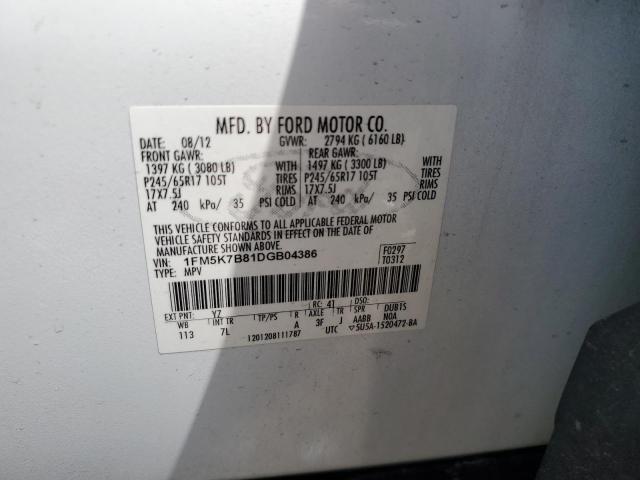 MFD. BY FORD MOTOR CO.
DATE: 08/12 GVWR: 2794 KG ( 6160 LB)
FRONT GAWR: REAR GAWR:
1397 KG ( 3080 LB) WITH 1497 KG ( 3300 LB) WITH
P245/65R17 105T TIRES P245/65R17 105T TIRES
17X7.5J RIMS 17X7.5J RIMS
AT 240 kPa/ 35 PSI COLD AT 240 kPa/ 35 PSI COLD
THIS VEHICLE CONFORMS TO ALL APPLICABLE FEDERAL MOTOR
VEHICLE SAFETY STANDARDS IN EFFECT ON THE DATE OF
MANUFACTURE SHOWN ABOVE.
VIN: 1FM5K7B81DGB04386 F0297
TYPE: MPV T0312
EXT PNT: YZ RC: 41 DSO:
WB INT TR TP/PS R AXLE TR SPR DUBTS
113 7L A 3F J AABB N0A
1201208111787 UTC 5U5A-1520472-BA